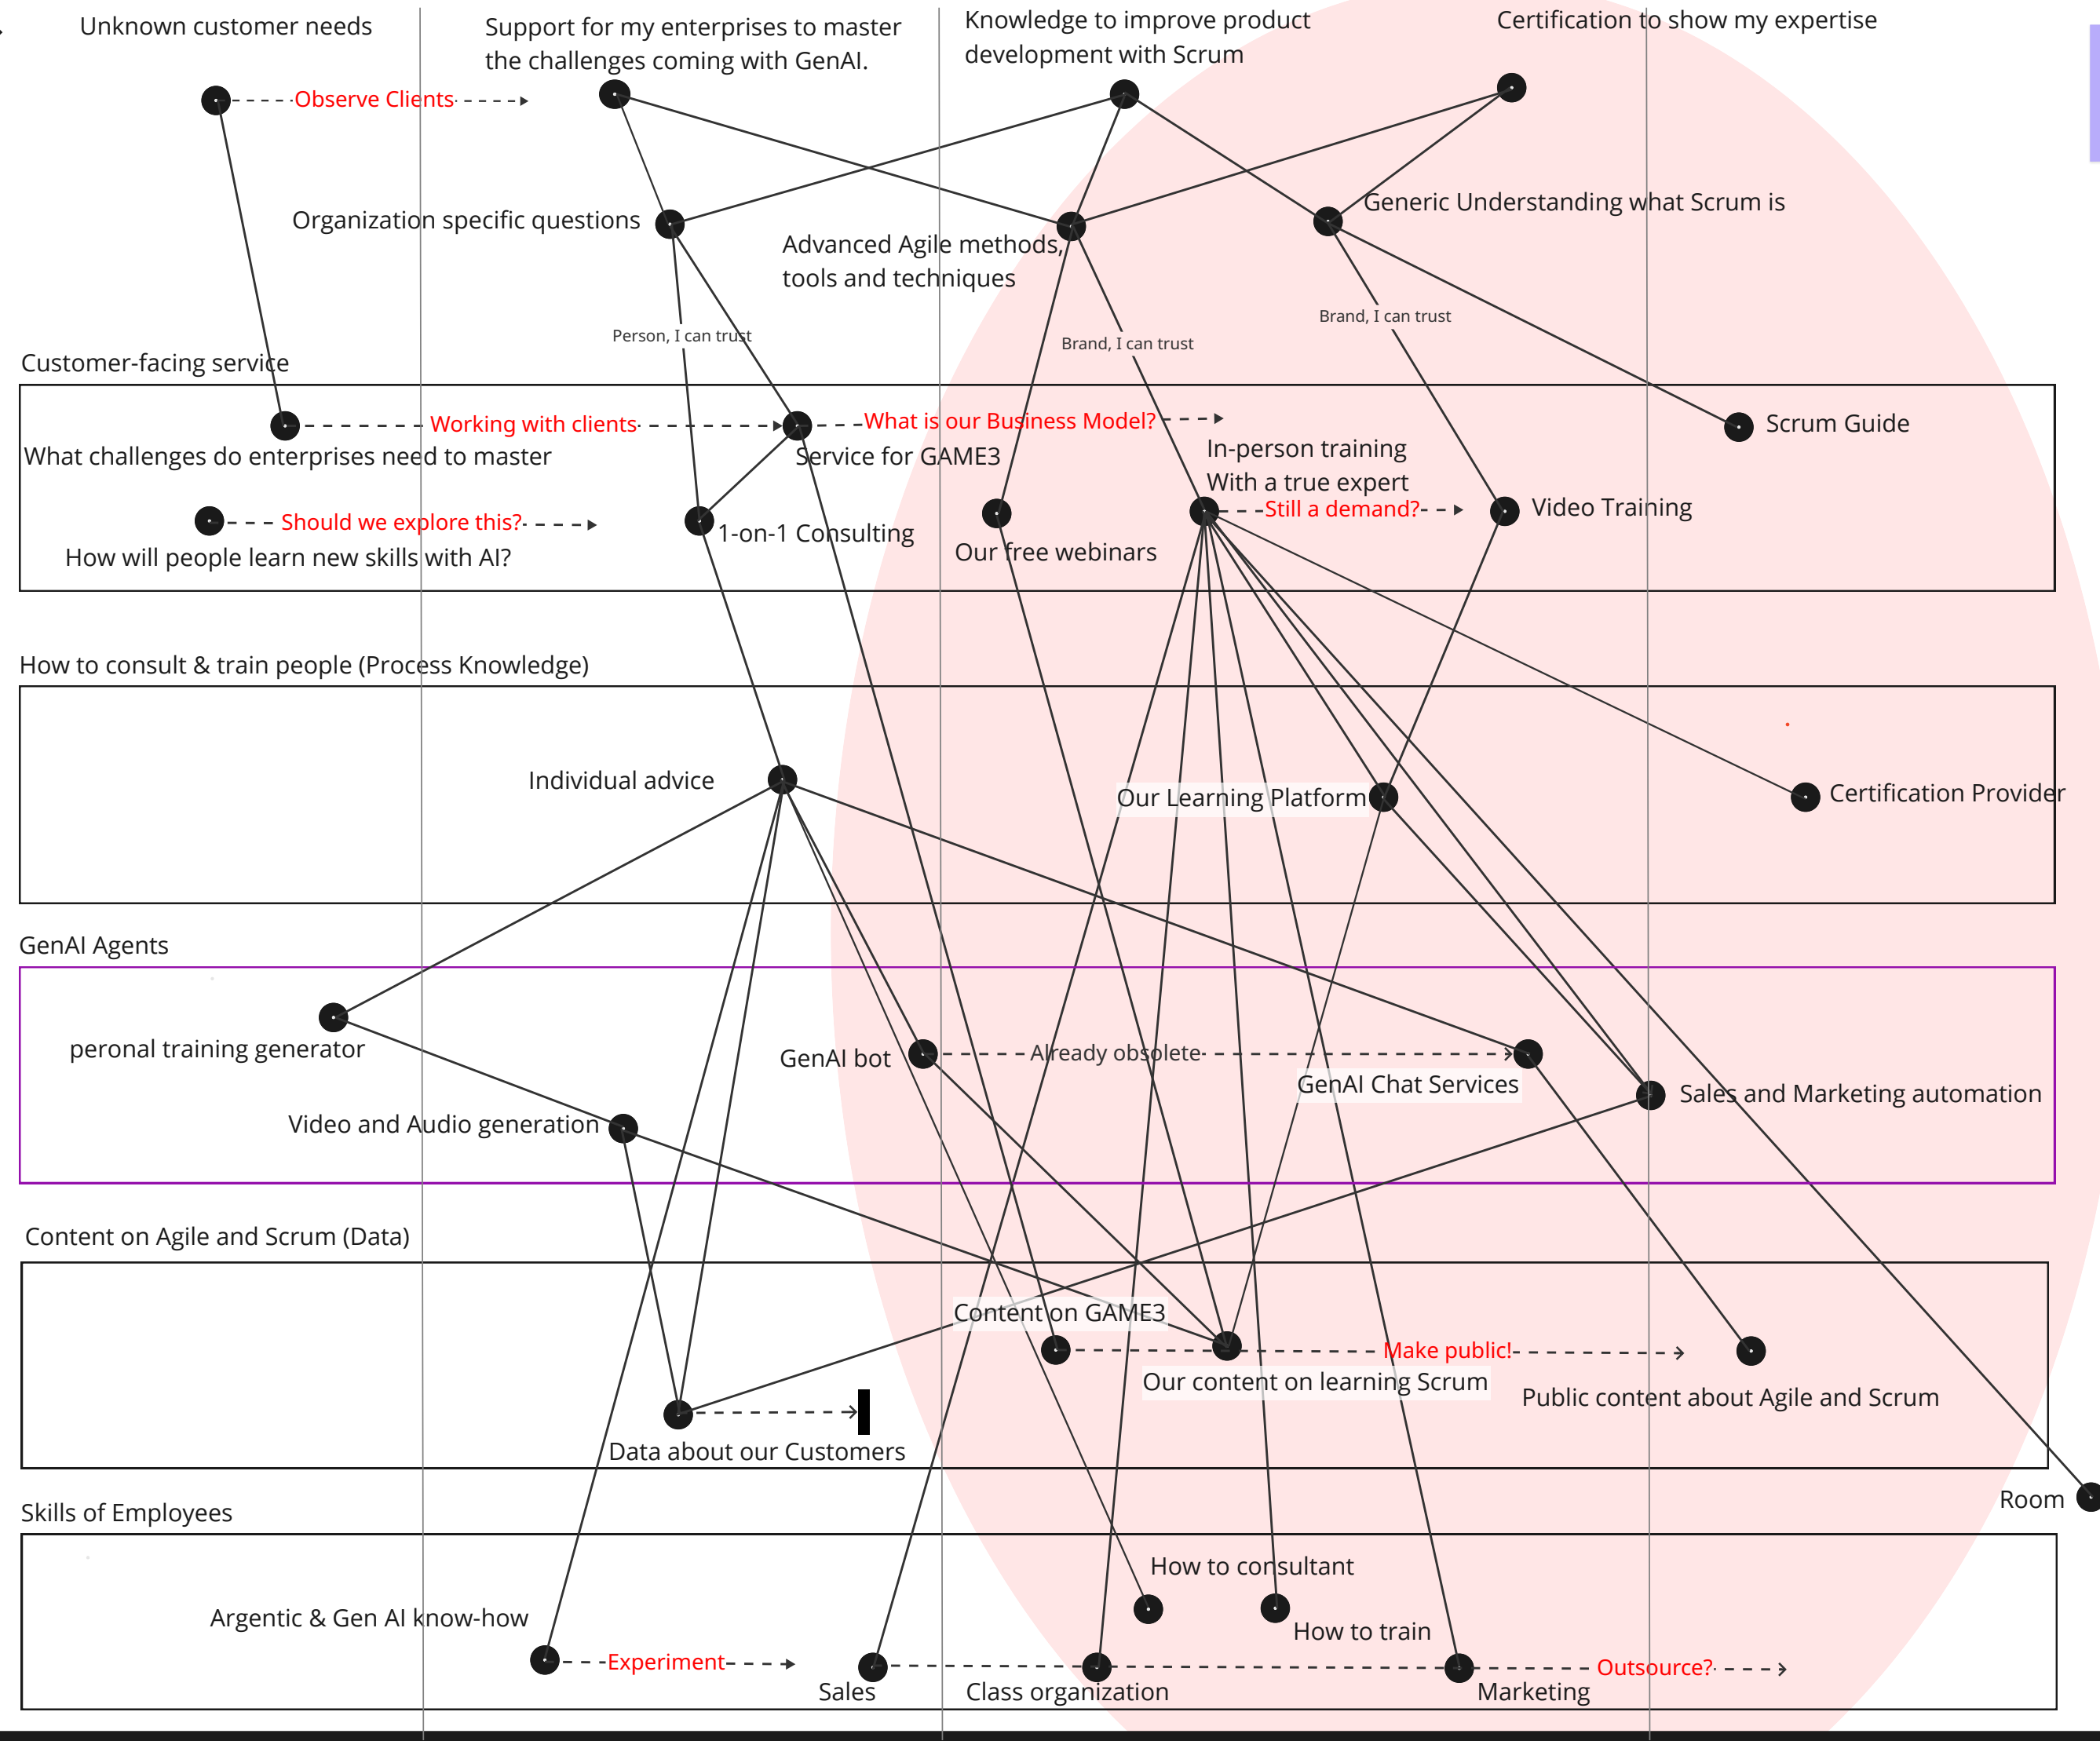 Unknown customer needs
Support for my enterprises to master
the challenges coming with GenAI.
Knowledge to improve product
development with Scrum
Certification to show my expertise
Observe Clients
Organization specific questions
Advanced Agile methods,
tools and techniques
Generic Understanding what Scrum is
Person, I can trust
Brand, I can trust
Brand, I can trust
Customer-facing service
Working with clients
What is our Business Model?
What challenges do enterprises need to master
Service for GAME3
In-person training
With a true expert
Scrum Guide
Should we explore this?
How will people learn new skills with AI?
1-on-1 Consulting
Our free webinars
Still a demand?
Video Training
How to consult & train people (Process Knowledge)
Individual advice
Our Learning Platform
Certification Provider
GenAI Agents
peronal training generator
GenAI bot
Already obsolete
GenAI Chat Services
Sales and Marketing automation
Video and Audio generation
Content on Agile and Scrum (Data)
Content on GAME3
Make public!
Our content on learning Scrum
Public content about Agile and Scrum
Data about our Customers
Room
Skills of Employees
How to consultant
Argentic & Gen AI know-how
How to train
Experiment
Outsource?
Sales
Class organization
Marketing